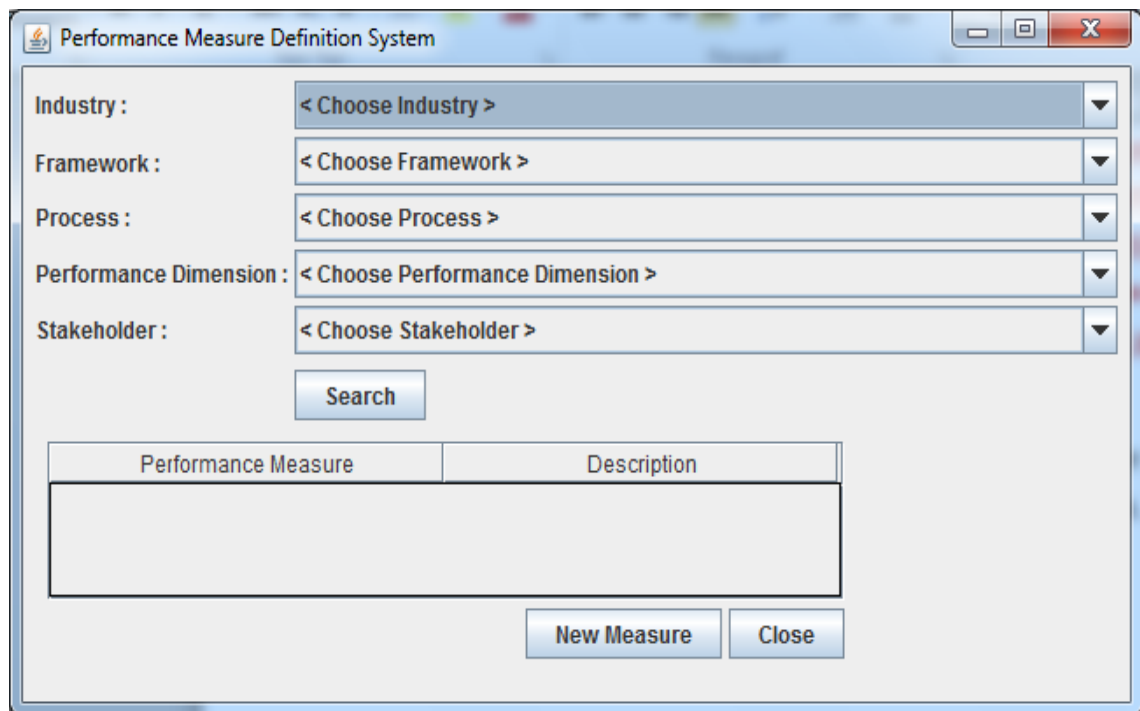 Performance Measure Definition System
Industry : < Choose Industry >
Framework : < Choose Framework >
Process : < Choose Process >
Performance Dimension : < Choose Performance Dimension >
Stakeholder : < Choose Stakeholder >
Search
Performance Measure Description
New Measure Close